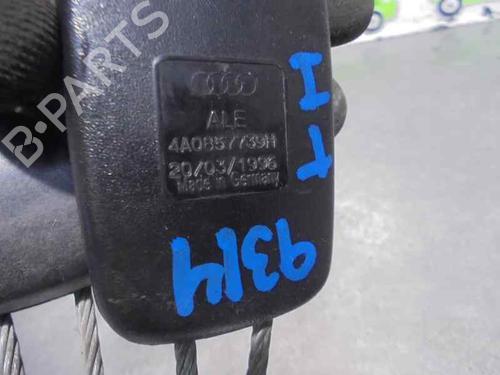 B-PARTS
ALE
4A0857739H
20/03/1996
Made in Germany
I T
9314